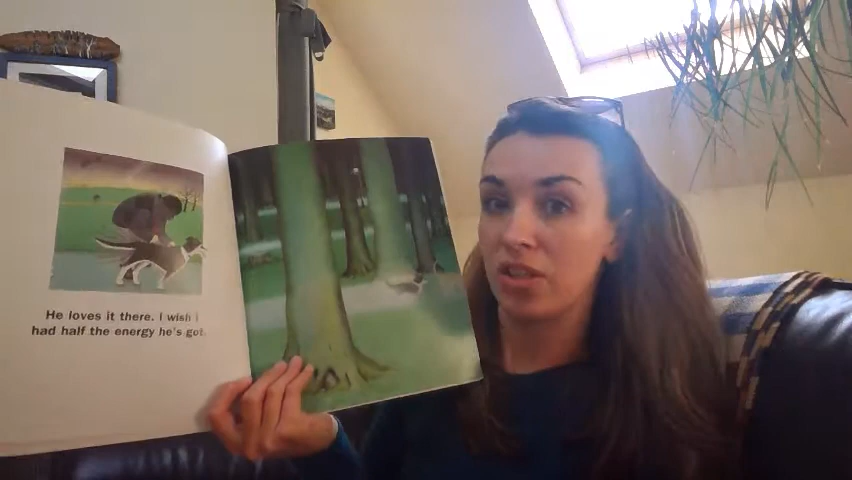 He loves it there. I wish I
had half the energy he's got.